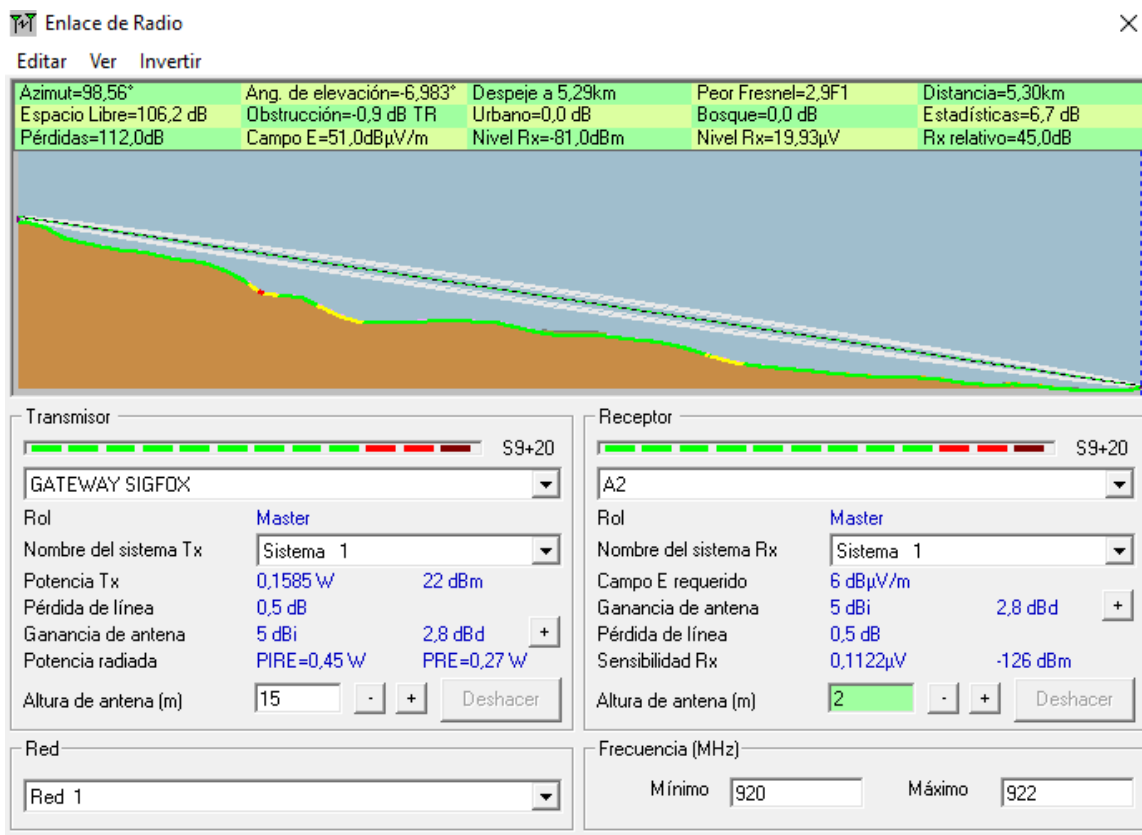 Enlace de Radio
Editar Ver Invertir
Azimut=98,56° Ang. de elevación=-6,983° Despeje a 5,29km Peor Fresnel=2,9F1 Distancia=5,30km
Espacio Libre=106,2 dB Obstrucción=-0,9 dB TR Urbano=0,0 dB Bosque=0,0 dB Estadísticas=6,7 dB
Pérdidas=112,0dB Campo E=51,0dBµV/m Nivel Rx=-81,0dBm Nivel Rx=19,93µV Rx relativo=45,0dB
Transmisor
S9+20
GATEWAY SIGFOX
Rol Master
Nombre del sistema Tx Sistema 1
Potencia Tx 0,1585 W 22 dBm
Pérdida de línea 0,5 dB
Ganancia de antena 5 dBi 2,8 dBd +
Potencia radiada PIRE=0,45 W PRE=0,27 W
Altura de antena (m) 15 - + Deshacer
Red
Red 1
Receptor
S9+20
A2
Rol Master
Nombre del sistema Rx Sistema 1
Campo E requerido 6 dBµV/m
Ganancia de antena 5 dBi 2,8 dBd +
Pérdida de línea 0,5 dB
Sensibilidad Rx 0,1122µV -126 dBm
Altura de antena (m) 2 - + Deshacer
Frecuencia (MHz)
Mínimo 920 Máximo 922